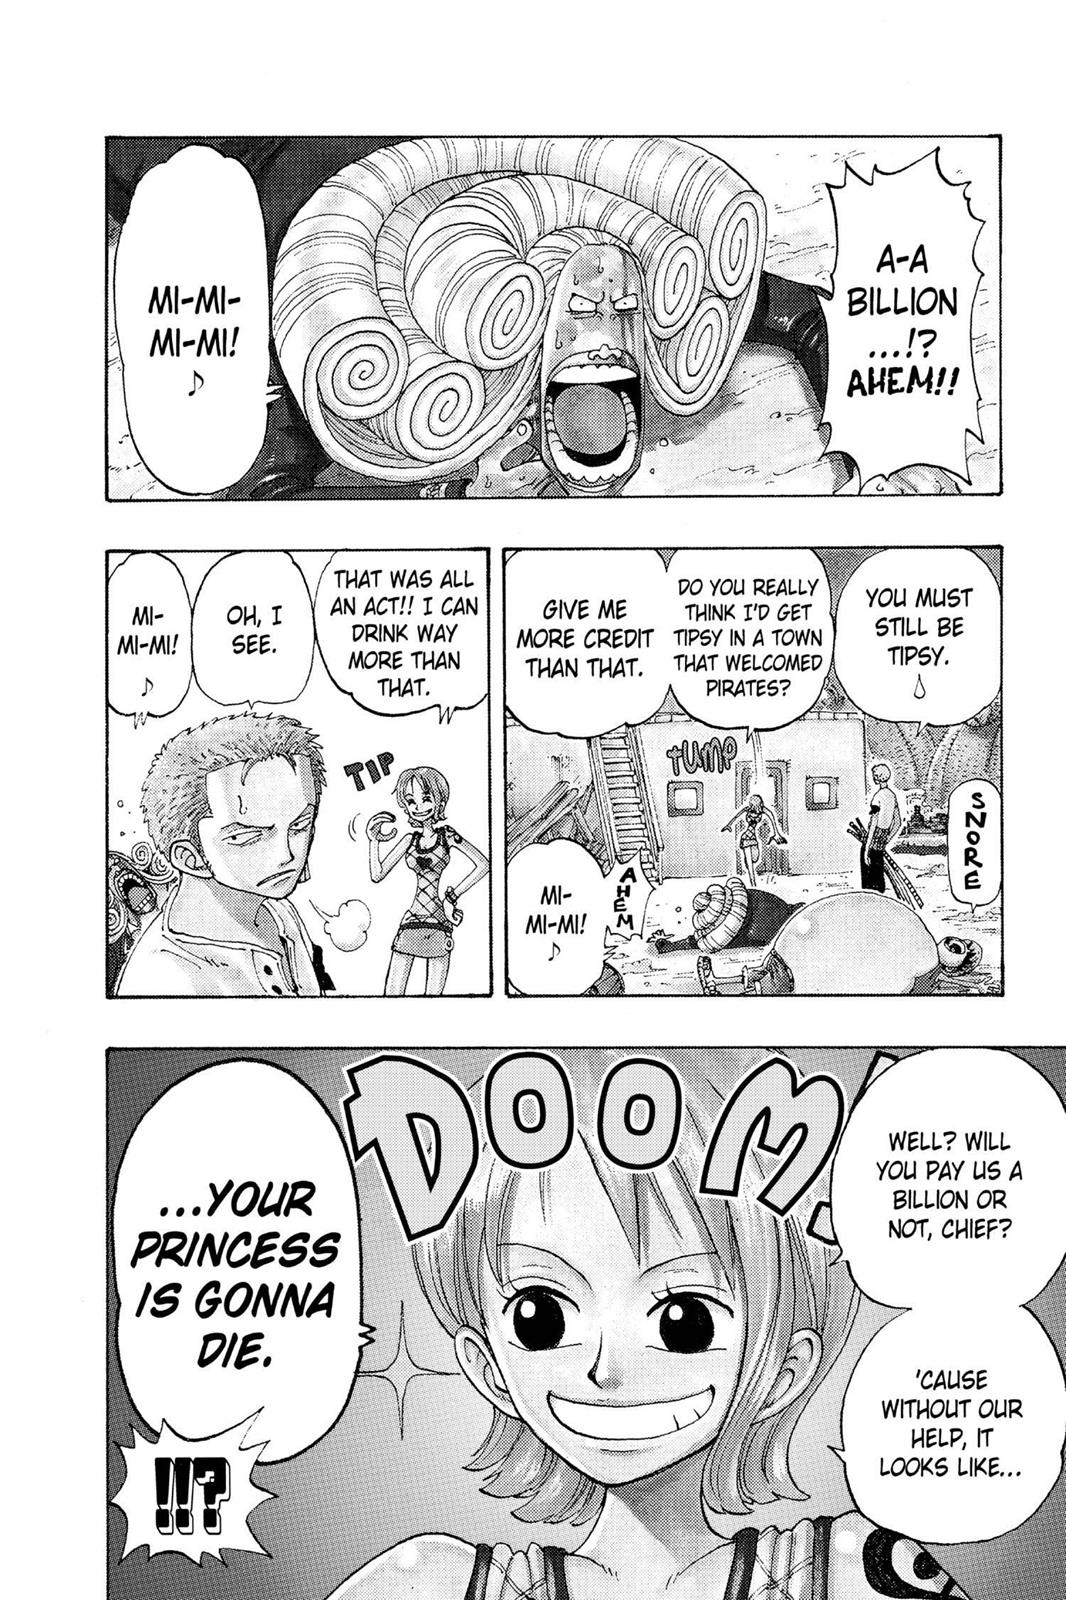 A-A
BILLION
....!?
AHEM!!
MI-MI-
MI-MI!
♪
YOU MUST
STILL BE
TIPSY.
DO YOU REALLY
THINK I'D GET
TIPSY IN A TOWN
THAT WELCOMED
PIRATES?
GIVE ME
MORE CREDIT
THAN THAT.
TUMP
SNORE
AHEM
MI-
MI-MI!
♪
THAT WAS ALL
AN ACT!! I CAN
DRINK WAY
MORE THAN
THAT.
OH, I
SEE.
MI-
MI-MI!
♪
TIP
WELL? WILL
YOU PAY US A
BILLION OR
NOT, CHIEF?
DOOM!
'CAUSE
WITHOUT OUR
HELP, IT
LOOKS LIKE...
...YOUR
PRINCESS
IS GONNA
DIE.
!!?